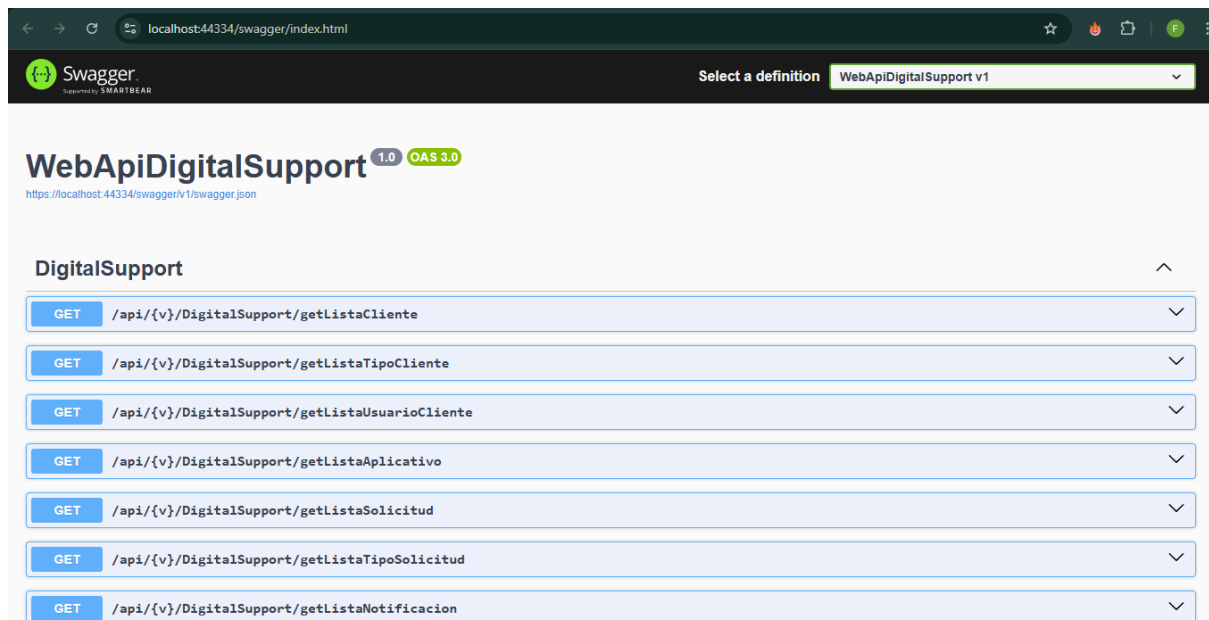 localhost:44334/swagger/index.html
F
{··} Swagger. Select a definition WebApiDigitalSupport v1
Supported by SMARTBEAR
WebApiDigitalSupport 1.0 OAS 3.0
https://localhost:44334/swagger/v1/swagger.json
DigitalSupport
GET /api/{v}/DigitalSupport/getListaCliente
GET /api/{v}/DigitalSupport/getListaTipoCliente
GET /api/{v}/DigitalSupport/getListaUsuarioCliente
GET /api/{v}/DigitalSupport/getListaAplicativo
GET /api/{v}/DigitalSupport/getListaSolicitud
GET /api/{v}/DigitalSupport/getListaTipoSolicitud
GET /api/{v}/DigitalSupport/getListaNotificacion